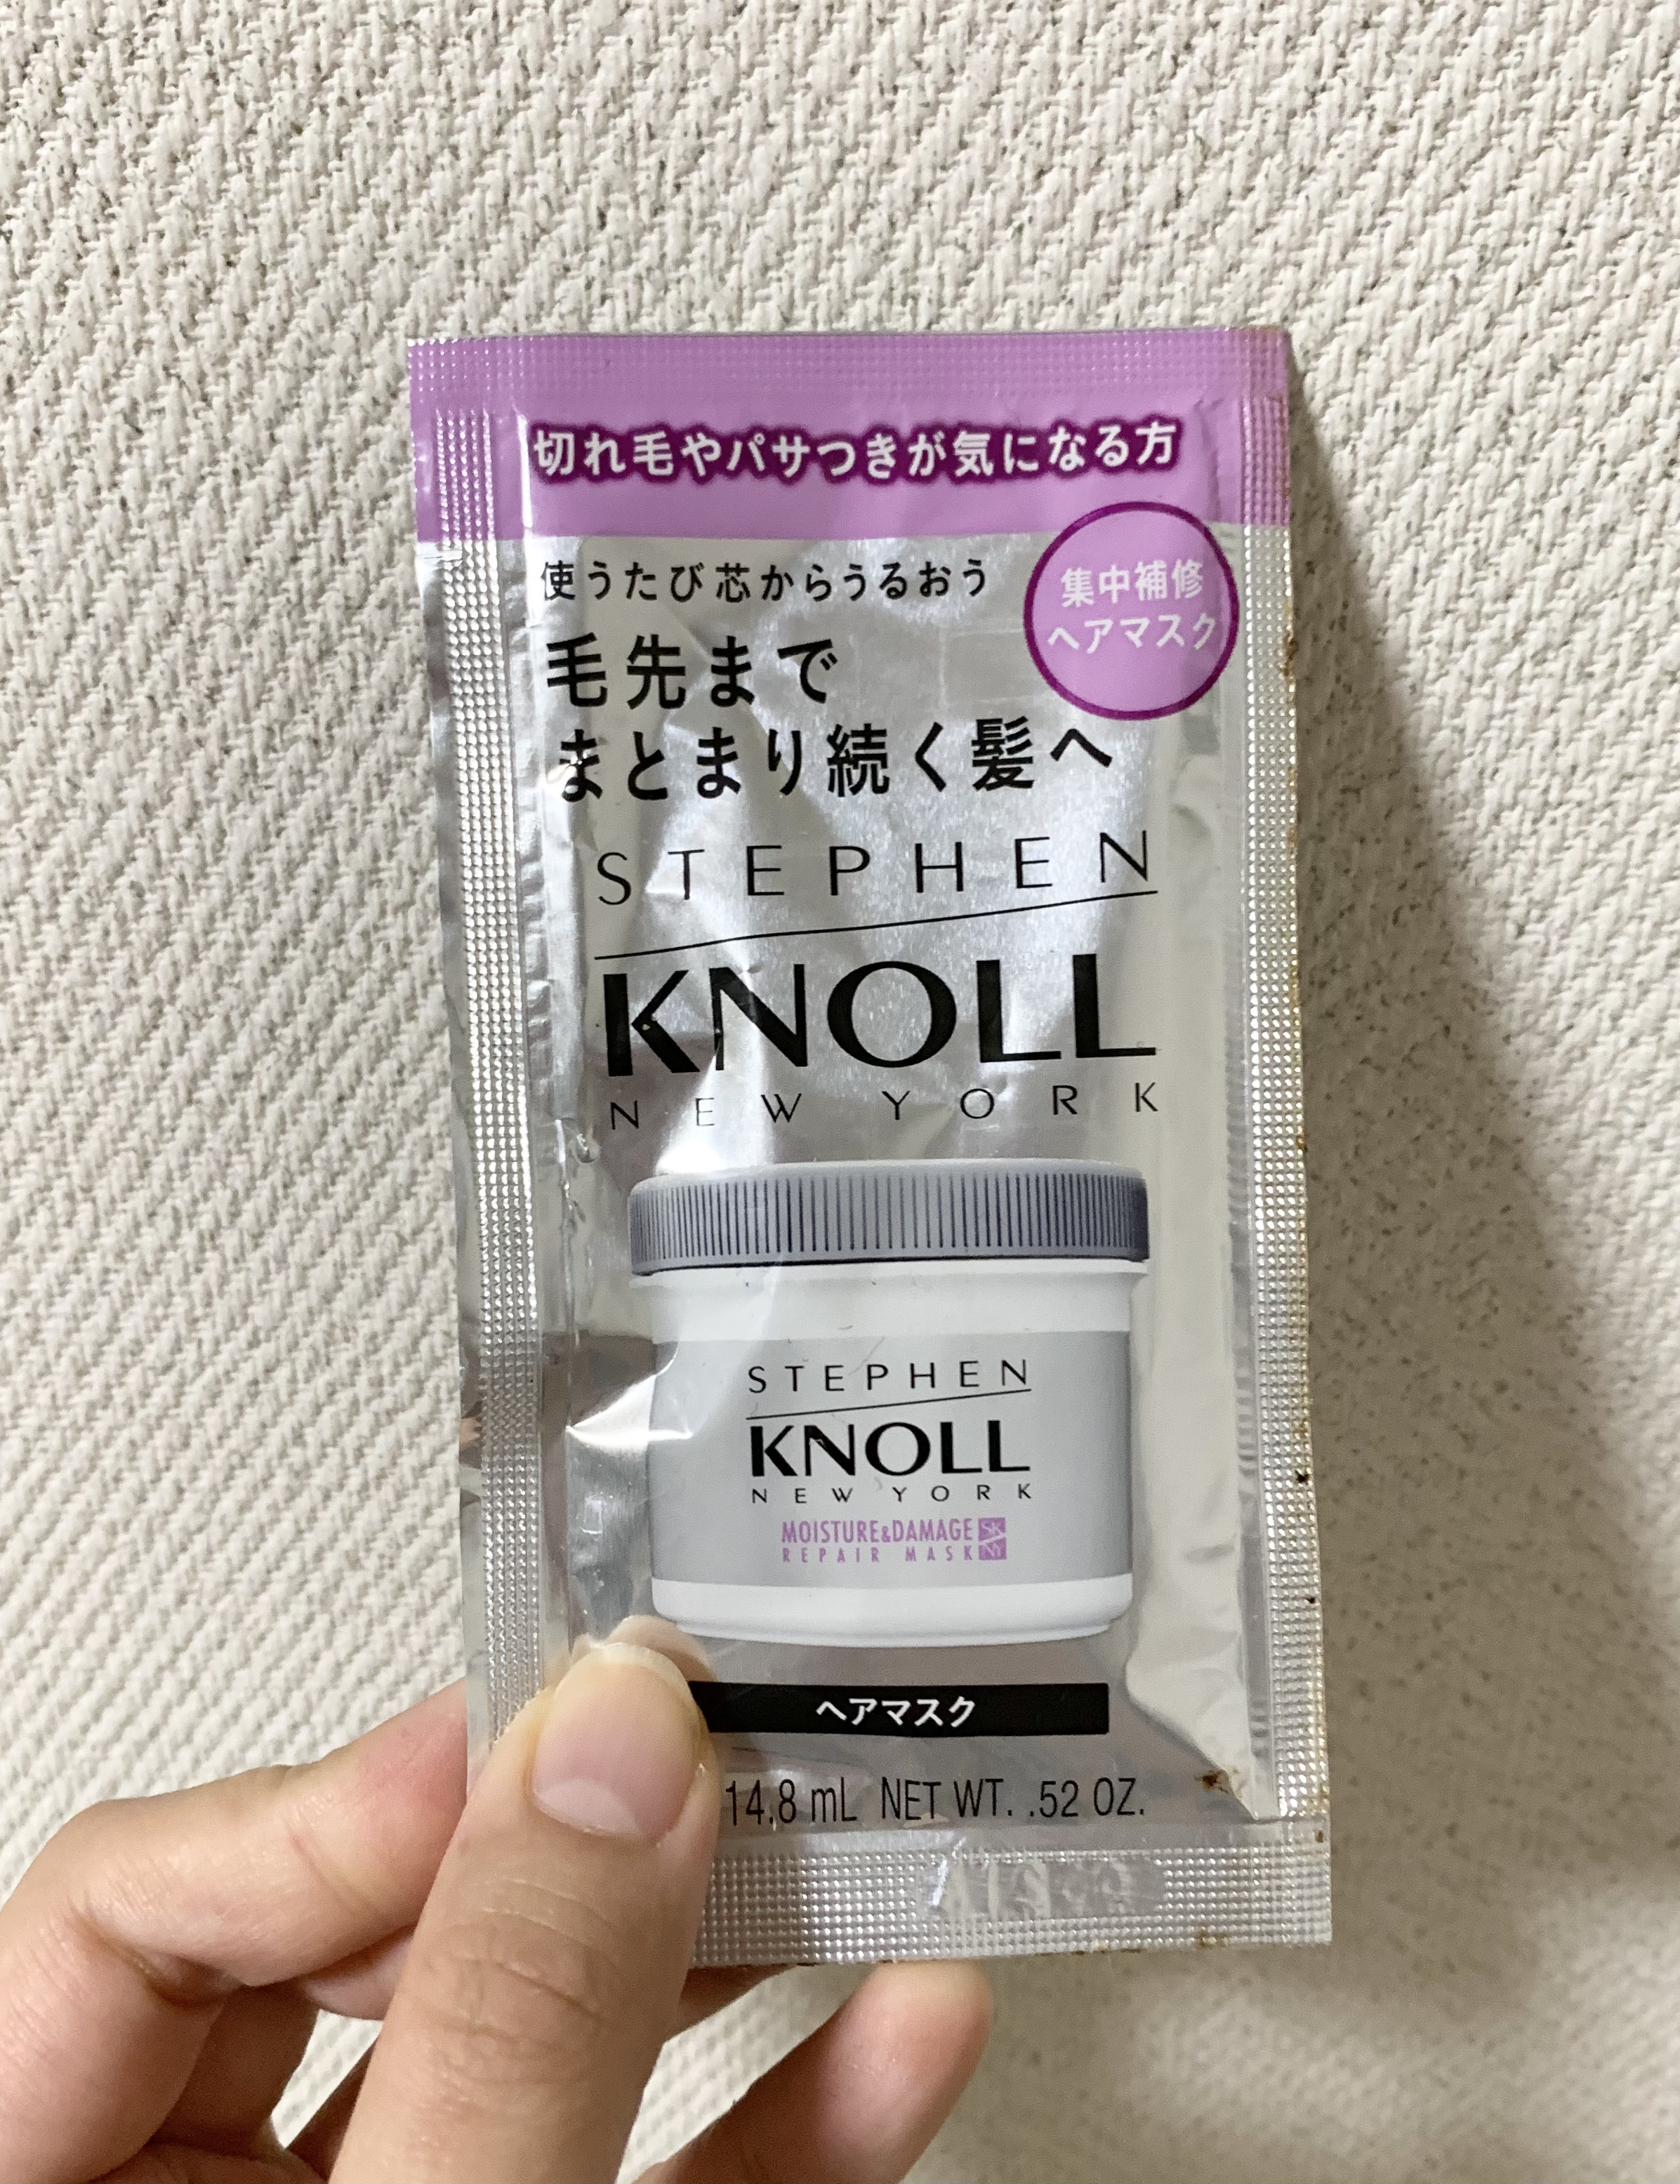 切れ毛やパサつきが気になる方
使うたび芯からうるおう
集中補修
ヘアマスク
毛先まで
まとまり続く髪へ
STEPHEN
KNOLL
NEW YORK
STEPHEN
KNOLL
NEW YORK
MOISTURE&DAMAGE SK
REPAIR MASK NY
ヘアマスク
14.8 mL NET WT. .52 OZ.